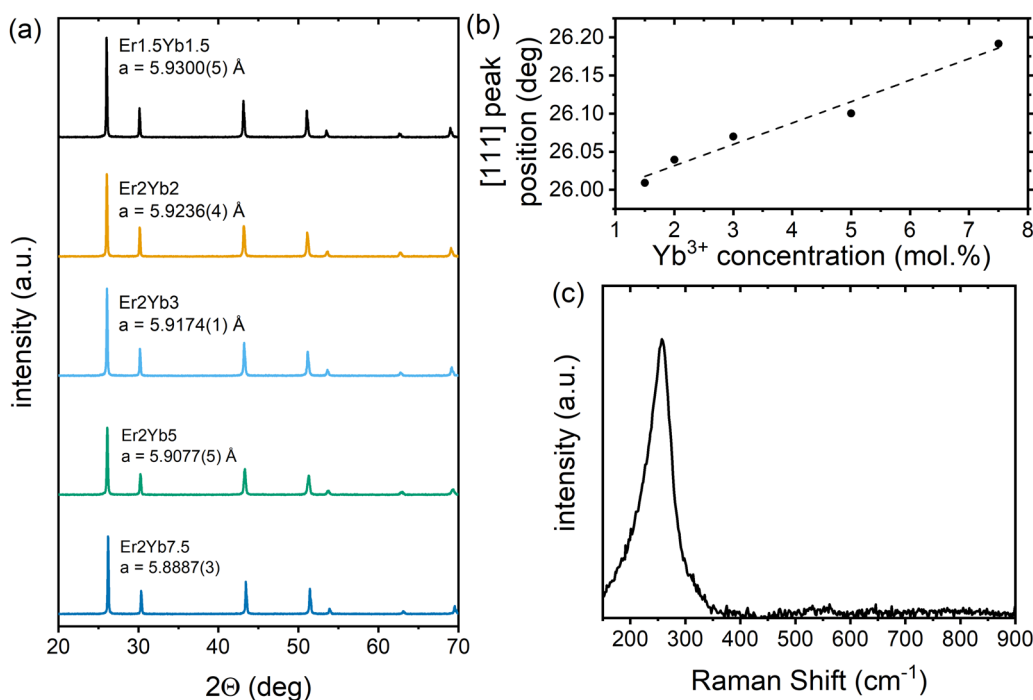 (a)
Er1.5Yb1.5
a = 5.9300(5) Å
Er2Yb2
a = 5.9236(4) Å
Er2Yb3
a = 5.9174(1) Å
Er2Yb5
a = 5.9077(5) Å
Er2Yb7.5
a = 5.8887(3)
intensity (a.u.)
20 30 40 50 60 70
2Θ (deg)
(b)
[111] peak
position (deg)
26.20
26.15
26.10
26.05
26.00
1 2 3 4 5 6 7 8
Yb³⁺ concentration (mol.%)
(c)
intensity (a.u.)
200 300 400 500 600 700 800 900
Raman Shift (cm⁻¹)